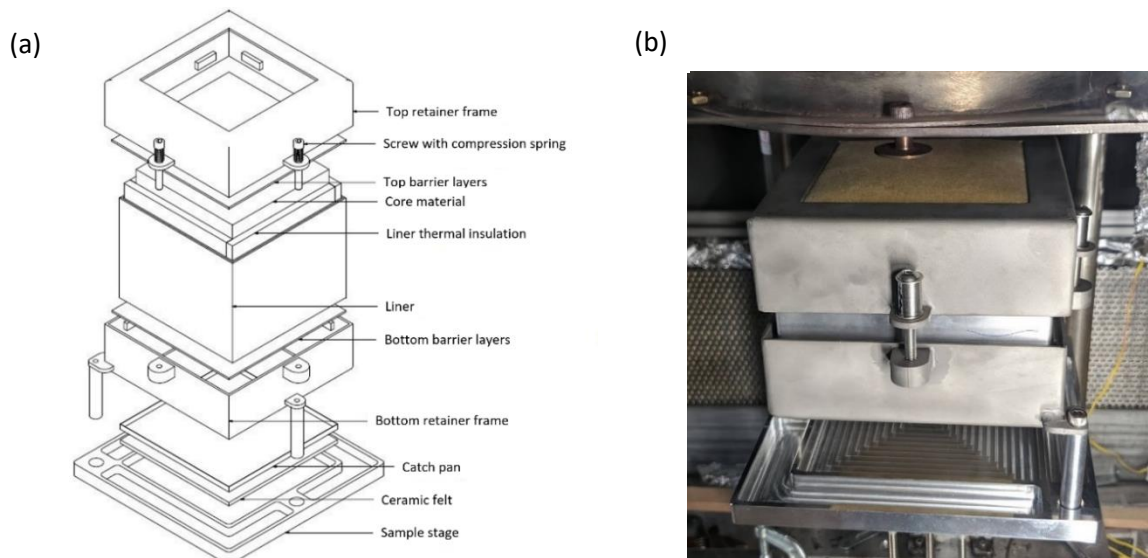 (a)
Top retainer frame
Screw with compression spring
Top barrier layers
Core material
Liner thermal insulation
Liner
Bottom barrier layers
Bottom retainer frame
Catch pan
Ceramic felt
Sample stage
(b)